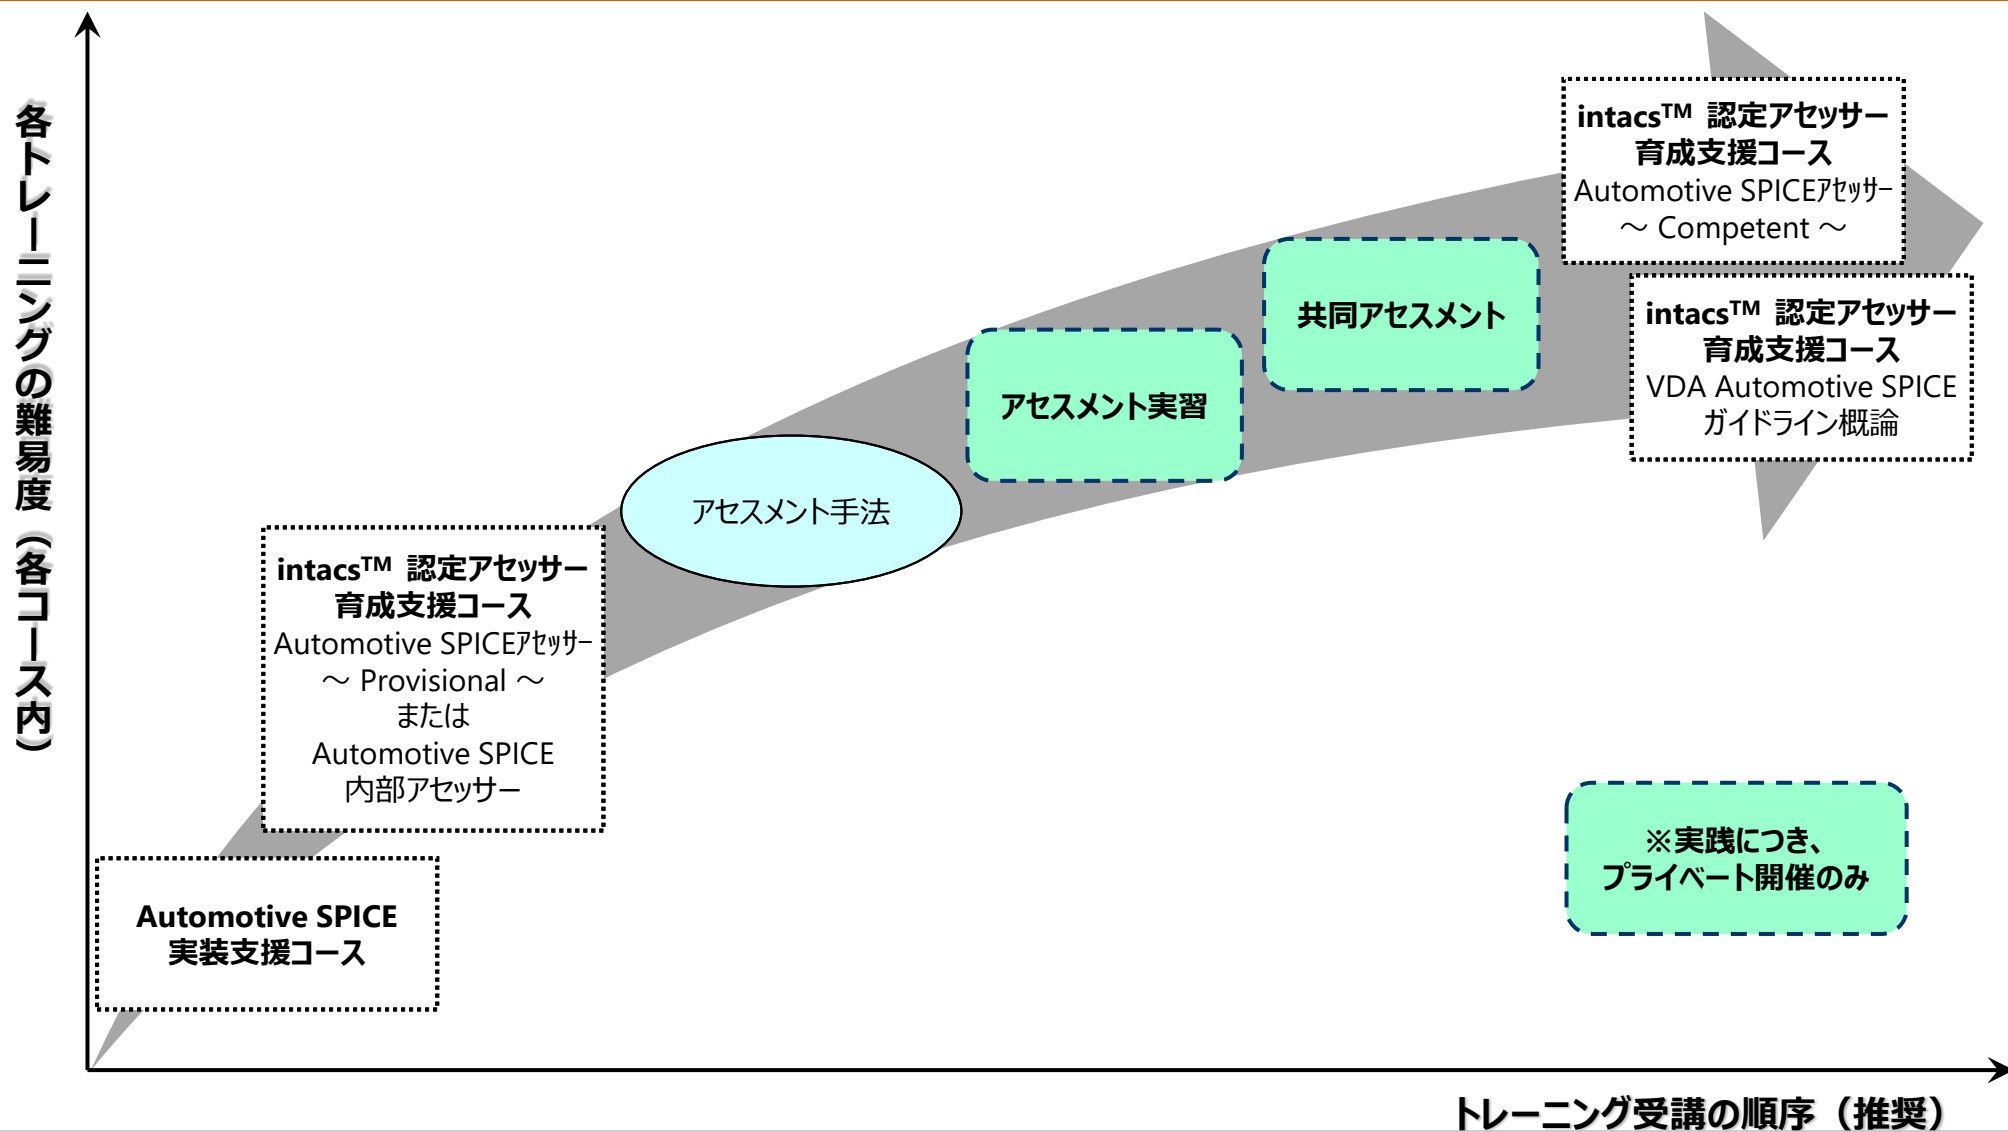 各トレーニングの難易度（各コース内）
intacs™ 認定アセッサー
育成支援コース
Automotive SPICEｱｾｯｻｰ
～ Competent ～
intacs™ 認定アセッサー
育成支援コース
VDA Automotive SPICE
ガイドライン概論
共同アセスメント
アセスメント実習
アセスメント手法
intacs™ 認定アセッサー
育成支援コース
Automotive SPICEｱｾｯｻｰ
～ Provisional ～
または
Automotive SPICE
内部アセッサー
Automotive SPICE
実装支援コース
※実践につき、
プライベート開催のみ
トレーニング受講の順序（推奨）